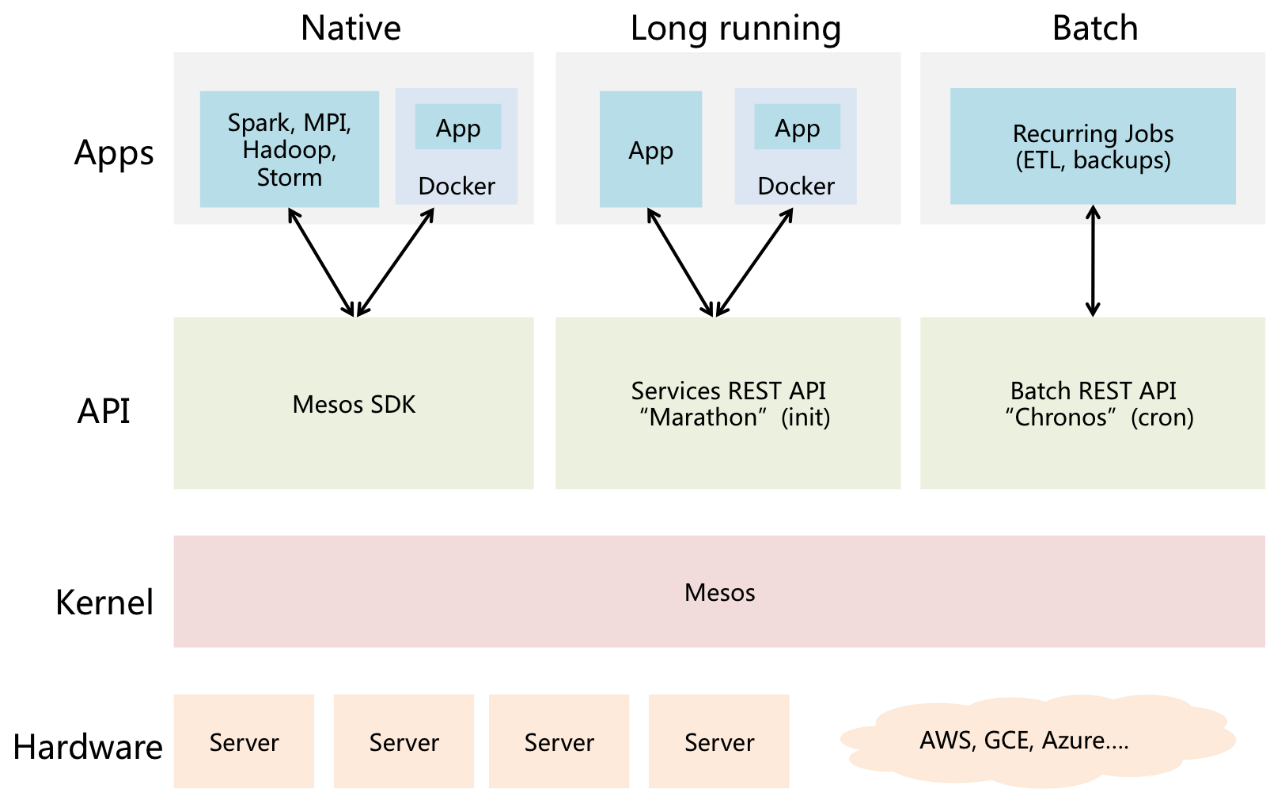 Native
Long running
Batch
Apps
Spark, MPI,
Hadoop,
Storm
App
Docker
App
App
Docker
Recurring Jobs
(ETL, backups)
API
Mesos SDK
Services REST API
“Marathon” (init)
Batch REST API
“Chronos” (cron)
Kernel
Mesos
Hardware
Server
Server
Server
Server
AWS, GCE, Azure....